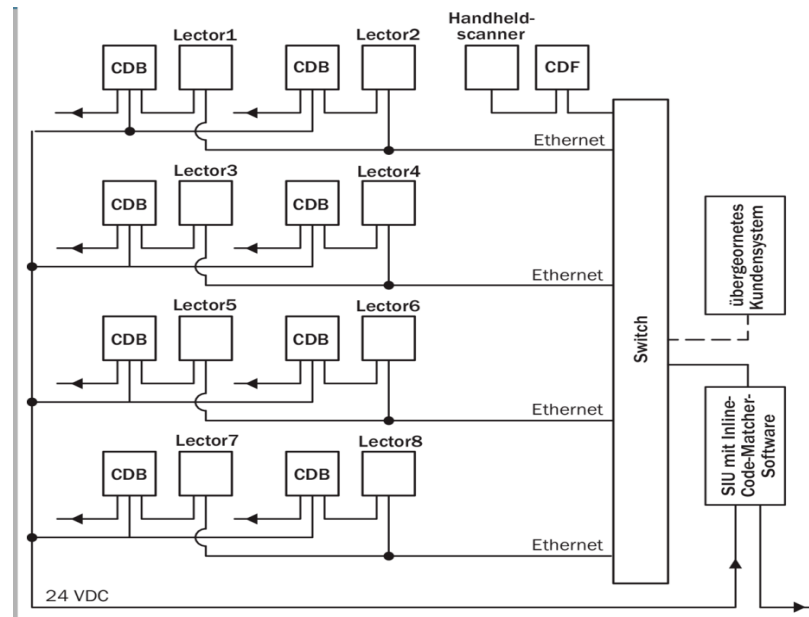 Handheld-
scanner
Lector1
Lector2
CDB
CDB
CDF
Ethernet
Lector3
Lector4
CDB
CDB
Ethernet
Lector5
Lector6
CDB
CDB
Ethernet
Lector7
Lector8
CDB
CDB
Ethernet
24 VDC
Switch
übergeornetes
Kundensystem
SIU mit Inline-
Code-Matcher-
Software